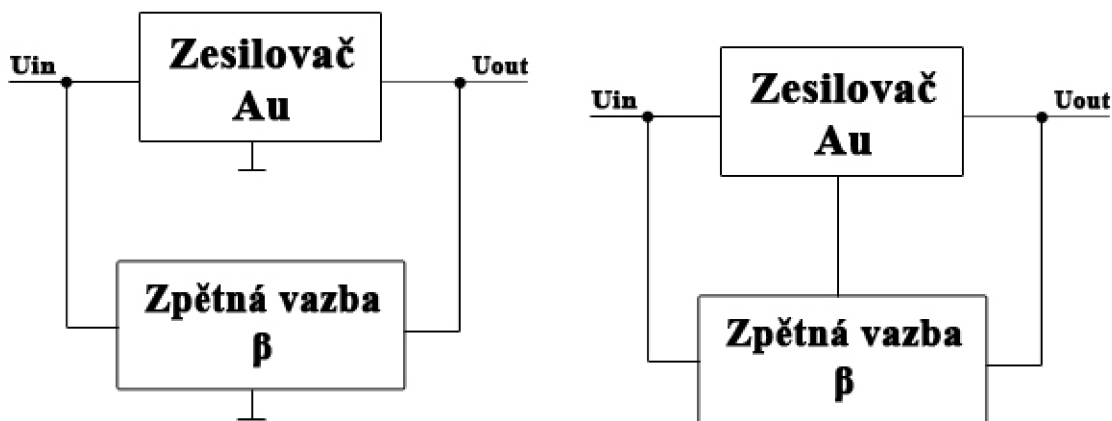 Uin
Zesilovač
Au
Uout
Zpětná vazba
β
Uin
Zesilovač
Au
Uout
Zpětná vazba
β